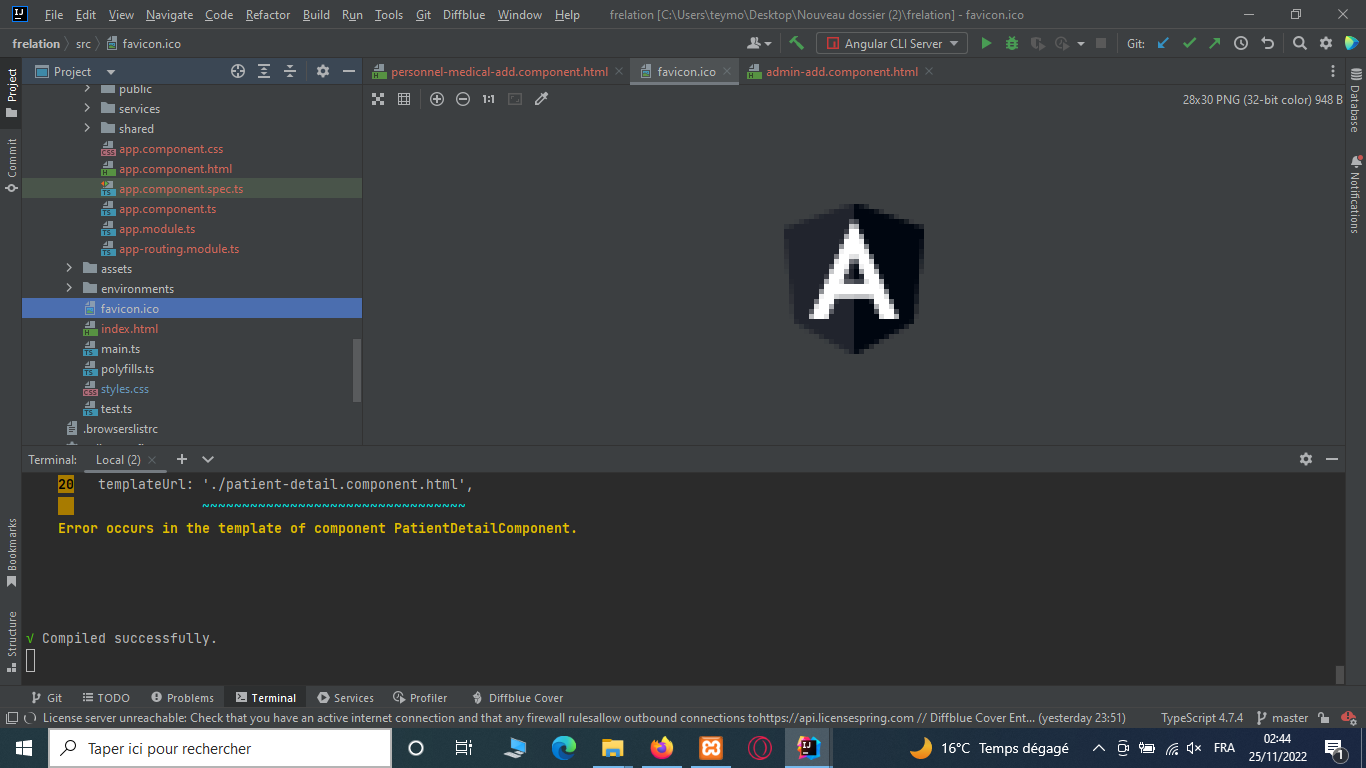 File Edit View Navigate Code Refactor Build Run Tools Git Diffblue Window Help frelation [C:\Users\teymo\Desktop\Nouveau dossier (2)\frelation] - favicon.ico
frelation src favicon.ico Angular CLI Server Git:
Project personnel-medical-add.component.html favicon.ico admin-add.component.html
28x30 PNG (32-bit color) 948 B
1:1
public
services
shared
app.component.css
app.component.html
app.component.spec.ts
app.component.ts
app.module.ts
app-routing.module.ts
assets
environments
favicon.ico
index.html
main.ts
polyfills.ts
styles.css
test.ts
.browserslistrc
A
Project
Commit
Bookmarks
Structure
Database
Notifications
Terminal: Local (2)
20 templateUrl: './patient-detail.component.html',
~~~~~~~~~~~~~~~~~~~~~~~~~~~~~~~~~
Error occurs in the template of component PatientDetailComponent.
√ Compiled successfully.
Git TODO Problems Terminal Services Profiler Diffblue Cover
License server unreachable: Check that you have an active internet connection and that any firewall rulesallow outbound connections tohttps://api.licensespring.com // Diffblue Cover Ent... (yesterday 23:51) TypeScript 4.7.4 master
Taper ici pour rechercher 16°C Temps dégagé FRA 02:44
25/11/2022 1